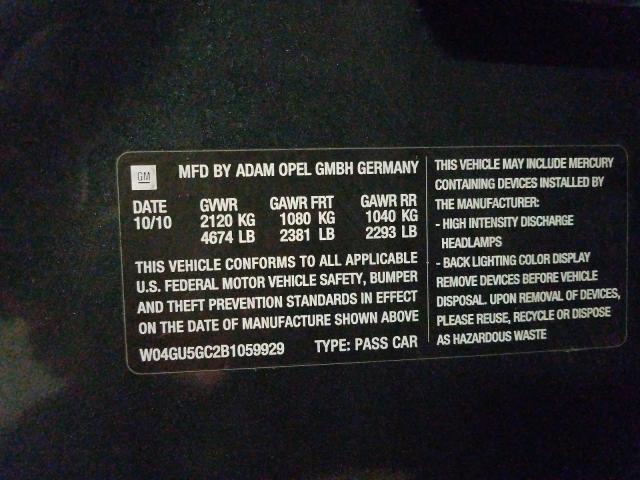 GM
MFD BY ADAM OPEL GMBH GERMANY
DATE GVWR GAWR FRT GAWR RR
10/10 2120 KG 1080 KG 1040 KG
4674 LB 2381 LB 2293 LB
THIS VEHICLE CONFORMS TO ALL APPLICABLE
U.S. FEDERAL MOTOR VEHICLE SAFETY, BUMPER
AND THEFT PREVENTION STANDARDS IN EFFECT
ON THE DATE OF MANUFACTURE SHOWN ABOVE
W04GU5GC2B1059929 TYPE: PASS CAR
THIS VEHICLE MAY INCLUDE MERCURY
CONTAINING DEVICES INSTALLED BY
THE MANUFACTURER:
- HIGH INTENSITY DISCHARGE
HEADLAMPS
- BACK LIGHTING COLOR DISPLAY
REMOVE DEVICES BEFORE VEHICLE
DISPOSAL. UPON REMOVAL OF DEVICES,
PLEASE REUSE, RECYCLE OR DISPOSE
AS HAZARDOUS WASTE